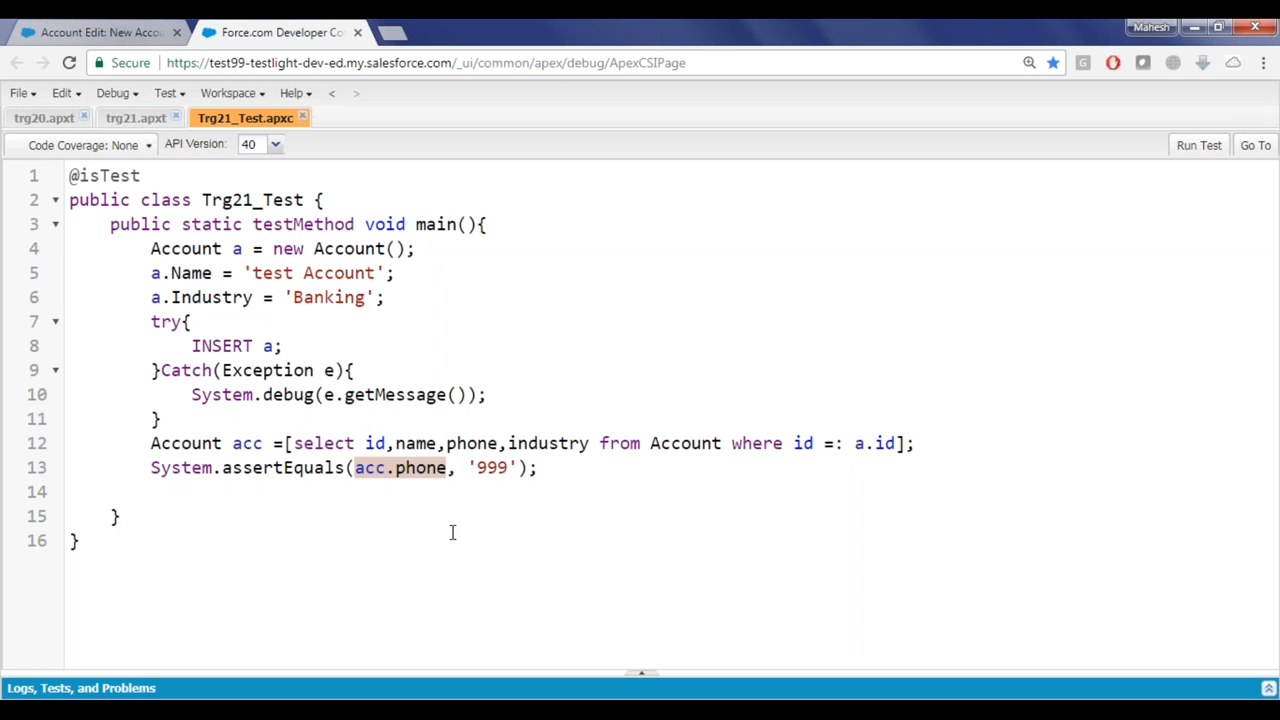 Account Edit: New Accou
Force.com Developer Co
Mahesh
Secure https://test99-testlight-dev-ed.my.salesforce.com/_ui/common/apex/debug/ApexCSIPage
File Edit Debug Test Workspace Help < >
trg20.apxt trg21.apxt Trg21_Test.apxc
Code Coverage: None API Version: 40 Run Test Go To
1 @isTest
2 public class Trg21_Test {
3 public static testMethod void main(){
4 Account a = new Account();
5 a.Name = 'test Account';
6 a.Industry = 'Banking';
7 try{
8 INSERT a;
9 }Catch(Exception e){
10 System.debug(e.getMessage());
11 }
12 Account acc =[select id,name,phone,industry from Account where id =: a.id];
13 System.assertEquals(acc.phone, '999');
14
15 }
16 }
Logs, Tests, and Problems